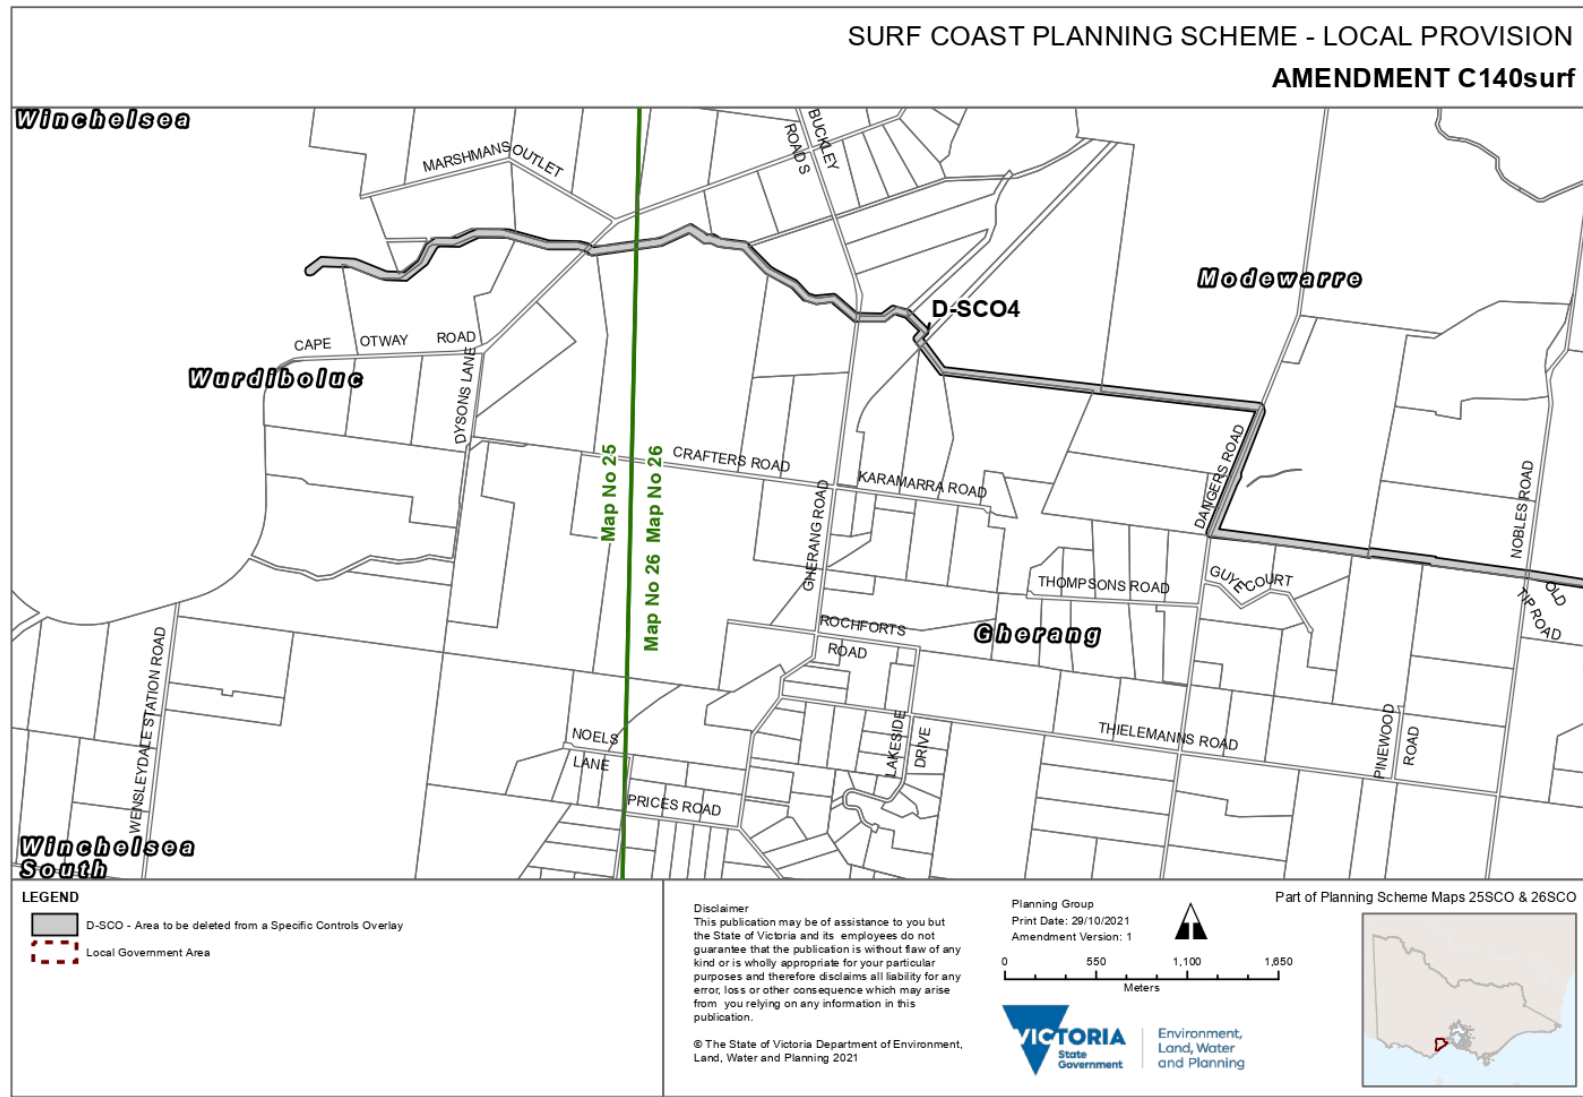 SURF COAST PLANNING SCHEME - LOCAL PROVISION
AMENDMENT C140surf
Winchelsea
MARSHMANS OUTLET
BUCKLEY
ROAD S
Modewarre
D-SCO4
CAPE OTWAY ROAD
Wurdiboluc
DYSONS LANE
Map No 25
Map No 26
Map No 26
CRAFTERS ROAD
KARAMARRA ROAD
GHERANG ROAD
DANGERS ROAD
NOBLES ROAD
THOMPSONS ROAD
GUYE COURT
OLD
TIP ROAD
ROCHFORTS
ROAD
Gherang
WENSLEYDALE STATION ROAD
NOELS
LANE
PRICES ROAD
LAKESIDE
DRIVE
THIELEMANNS ROAD
PINEWOOD
ROAD
Winchelsea
South
LEGEND
D-SCO - Area to be deleted from a Specific Controls Overlay
Local Government Area
Disclaimer
This publication may be of assistance to you but
the State of Victoria and its employees do not
guarantee that the publication is without flaw of any
kind or is wholly appropriate for your particular
purposes and therefore disclaims all liability for any
error, loss or other consequence which may arise
from you relying on any information in this
publication.
© The State of Victoria Department of Environment,
Land, Water and Planning 2021
Planning Group
Print Date: 29/10/2021
Amendment Version: 1
0 550 1,100 1,650
Meters
VICTORIA
State
Government
Environment,
Land, Water
and Planning
Part of Planning Scheme Maps 25SCO & 26SCO